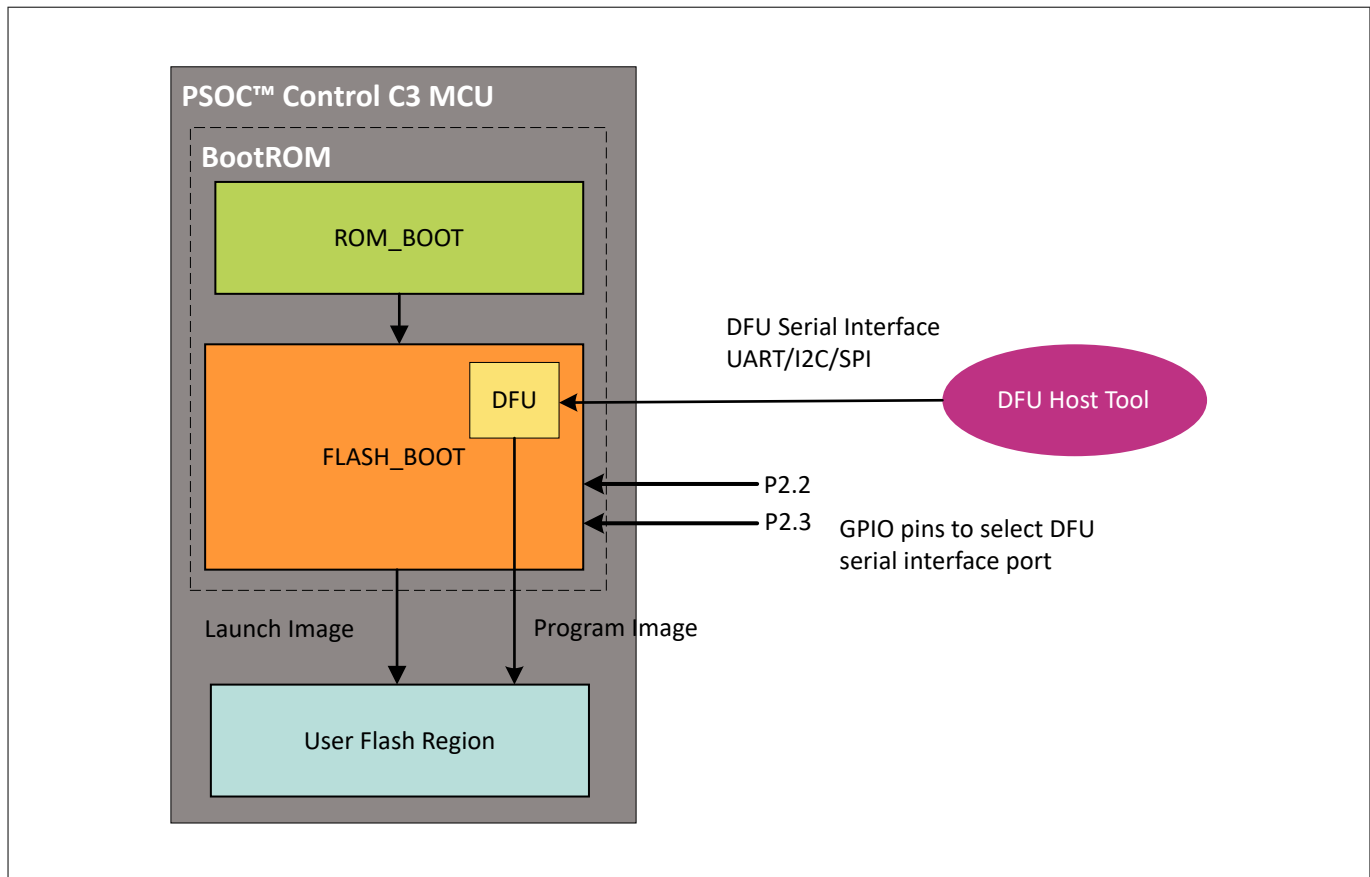 PSOC™ Control C3 MCU
BootROM
ROM_BOOT
DFU Serial Interface
UART/I2C/SPI
DFU
DFU Host Tool
FLASH_BOOT
P2.2
P2.3
GPIO pins to select DFU
serial interface port
Launch Image
Program Image
User Flash Region